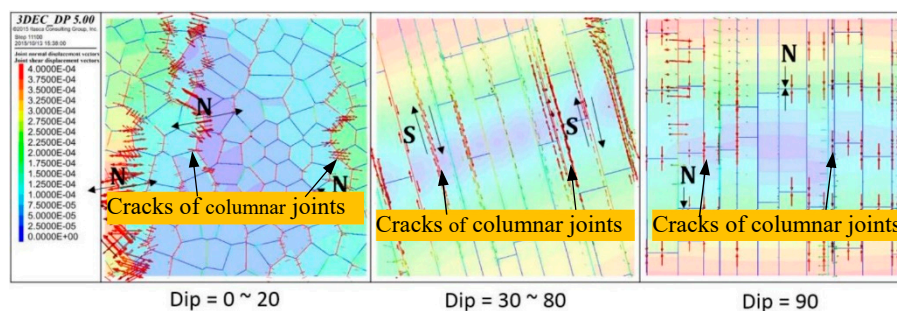 3DEC_DP 5.00
©2015 Itasca Consulting Group, Inc.
Step 11100
2015/10/13 15:38:00
Joint normal displacement vectors
Joint shear displacement vectors
4.0000E-04
3.7500E-04
3.5000E-04
3.2500E-04
3.0000E-04
2.7500E-04
2.5000E-04
2.2500E-04
2.0000E-04
1.7500E-04
1.5000E-04
1.2500E-04
1.0000E-04
7.5000E-05
5.0000E-05
2.5000E-05
0.0000E+00
N
N
N
Cracks of columnar joints
S
S
Cracks of columnar joints
N
N
Cracks of columnar joints
Dip = 0 ~ 20
Dip = 30 ~ 80
Dip = 90